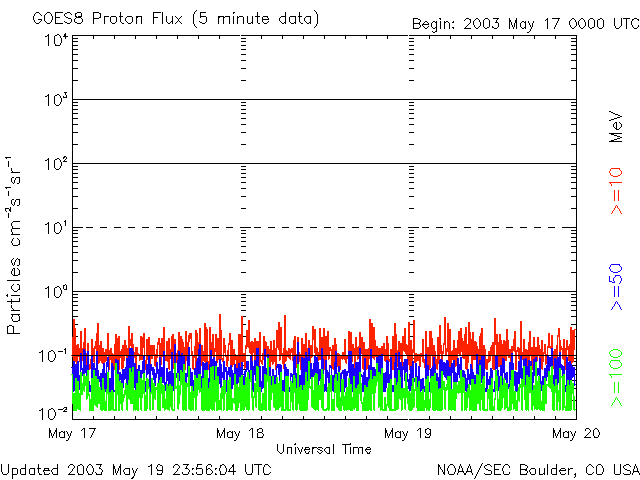 GOES8 Proton Flux (5 minute data)
Begin: 2003 May 17 0000 UTC
10⁴
10³
10²
10¹
10⁰
10⁻¹
10⁻²
Particles cm⁻²s⁻¹sr⁻¹
MeV
>=10
>=50
>=100
May 17
May 18
May 19
May 20
Universal Time
Updated 2003 May 19 23:56:04 UTC
NOAA/SEC Boulder, CO USA